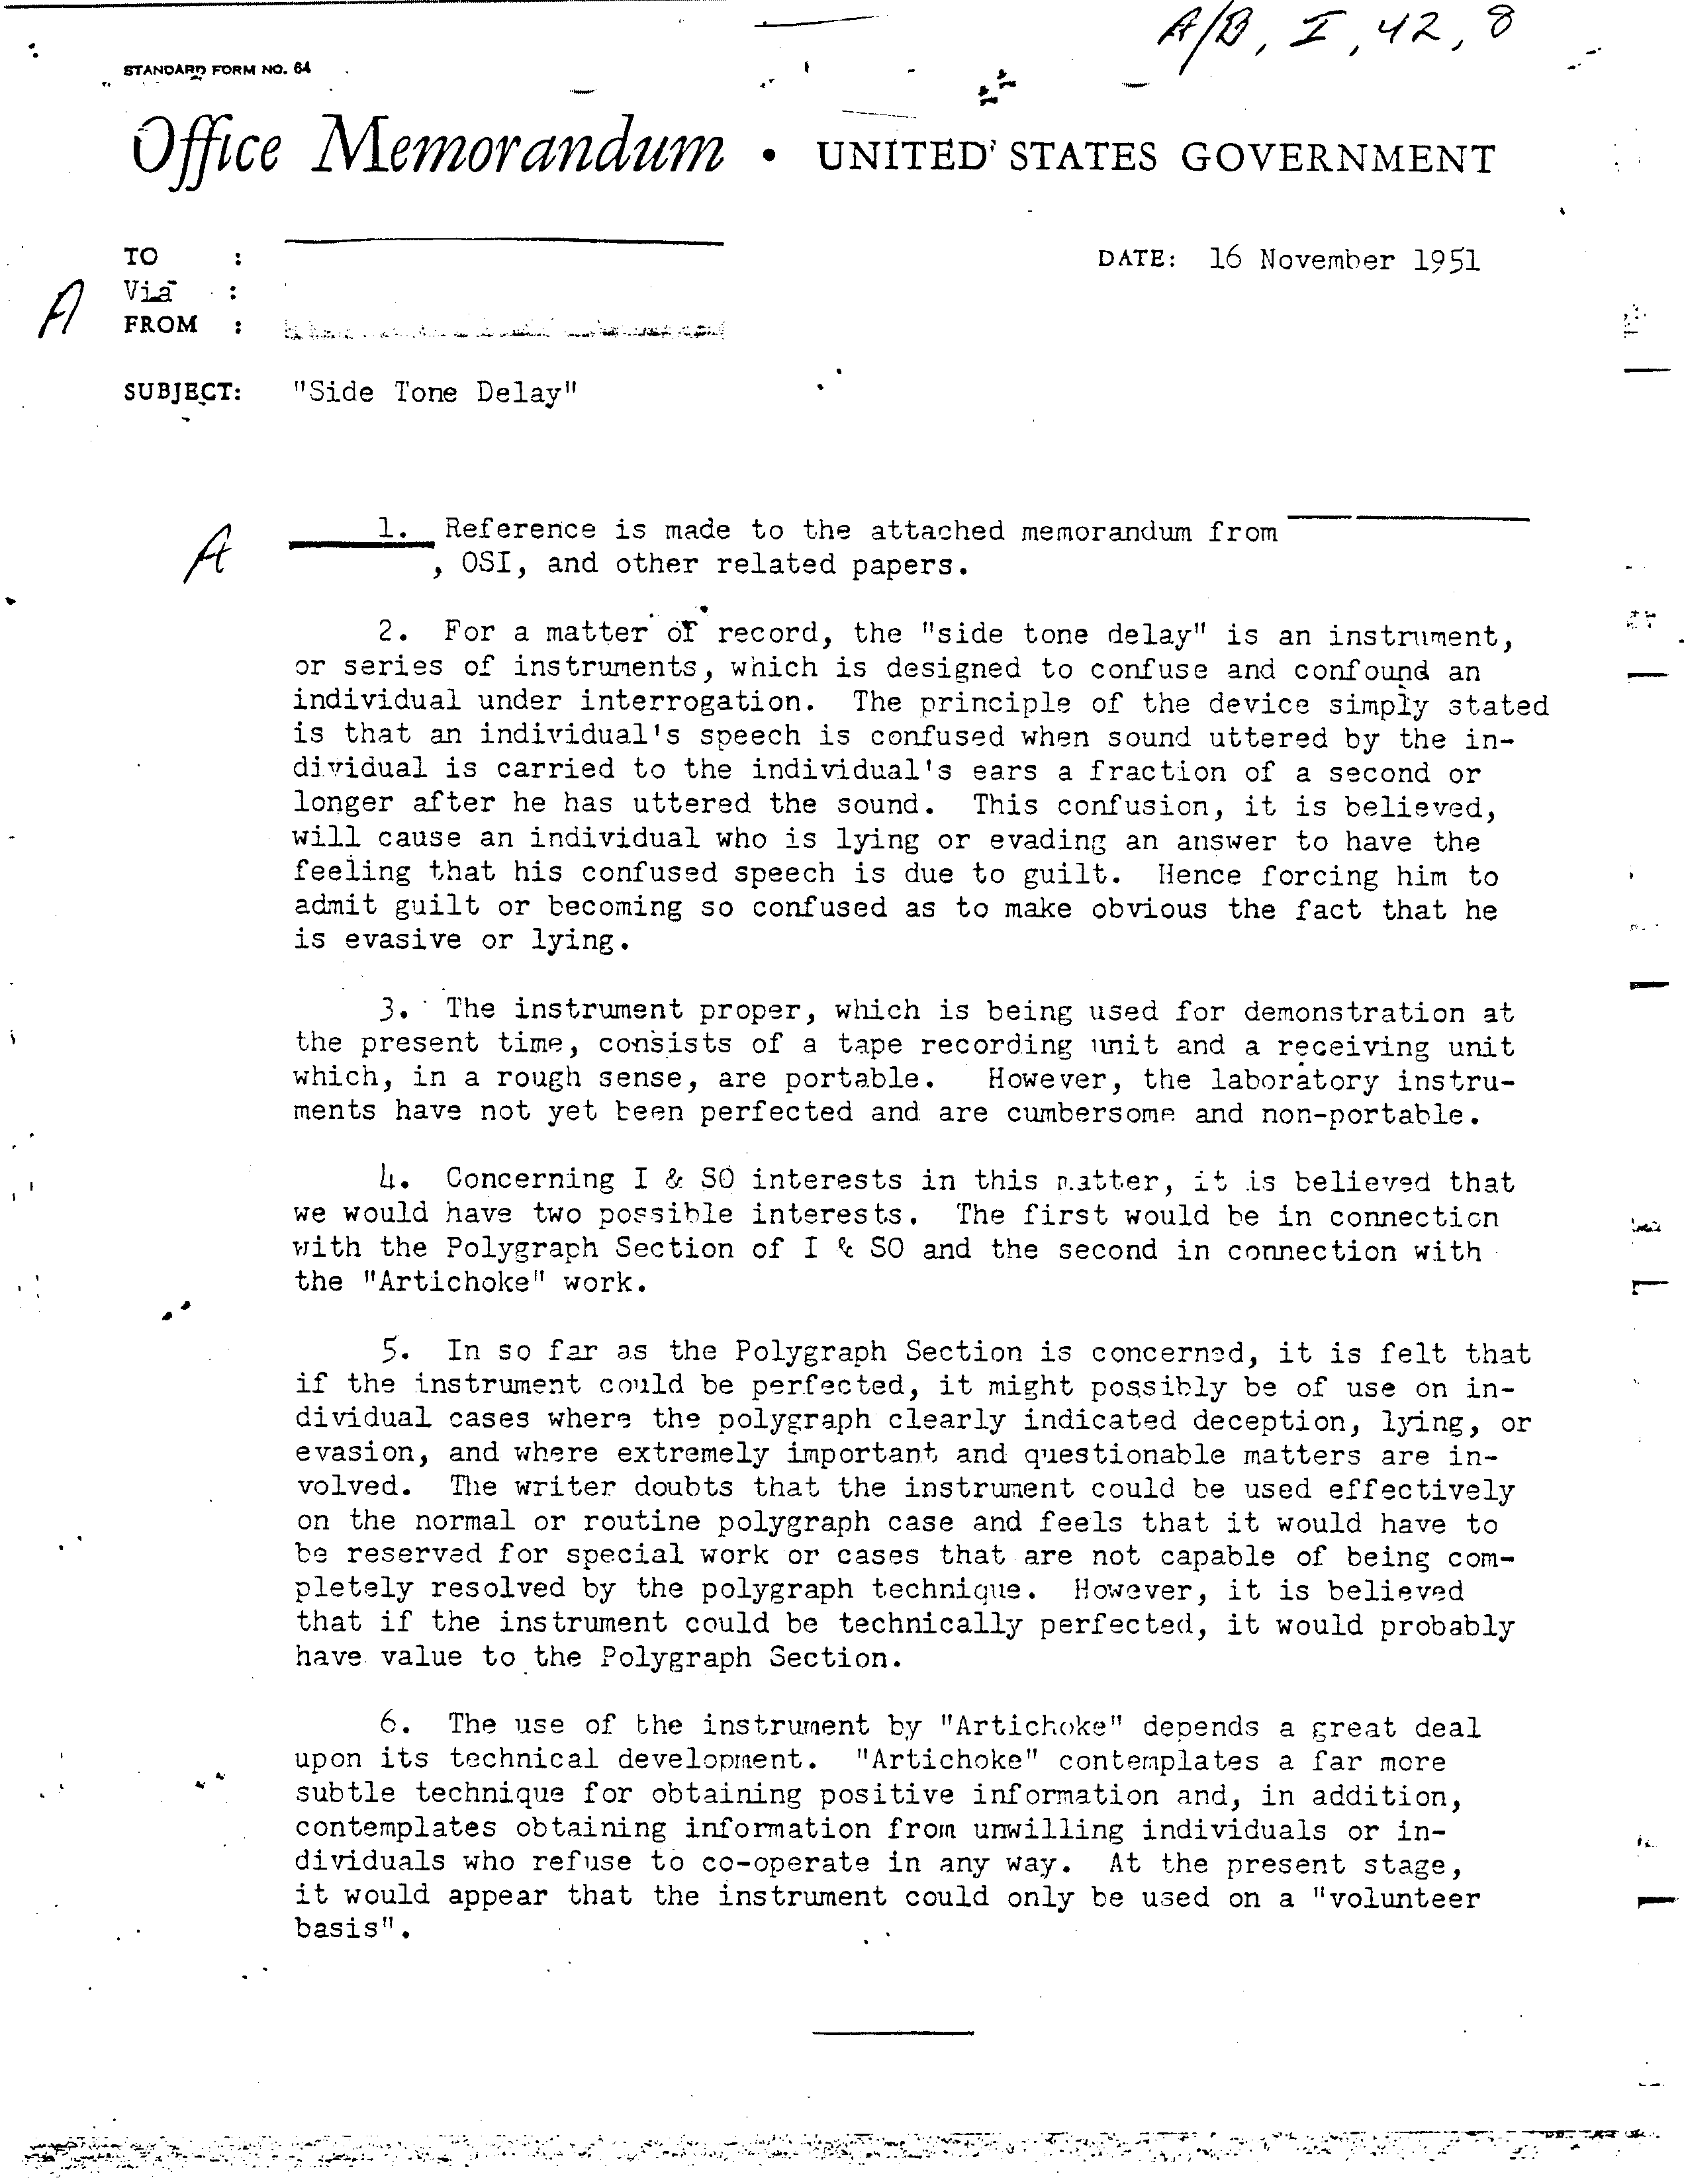 A/B, I, 42, 8
STANDARD FORM NO. 64
Office Memorandum • UNITED STATES GOVERNMENT
TO :
DATE: 16 November 1951
Via :
A
FROM :
SUBJECT: "Side Tone Delay"
A
1. Reference is made to the attached memorandum from
, OSI, and other related papers.
2. For a matter of record, the "side tone delay" is an instrument,
or series of instruments, which is designed to confuse and confound an
individual under interrogation. The principle of the device simply stated
is that an individual's speech is confused when sound uttered by the in-
dividual is carried to the individual's ears a fraction of a second or
longer after he has uttered the sound. This confusion, it is believed,
will cause an individual who is lying or evading an answer to have the
feeling that his confused speech is due to guilt. Hence forcing him to
admit guilt or becoming so confused as to make obvious the fact that he
is evasive or lying.
3. The instrument proper, which is being used for demonstration at
the present time, consists of a tape recording unit and a receiving unit
which, in a rough sense, are portable. However, the laboratory instru-
ments have not yet been perfected and are cumbersome and non-portable.
4. Concerning I & SO interests in this matter, it is believed that
we would have two possible interests. The first would be in connection
with the Polygraph Section of I & SO and the second in connection with
the "Artichoke" work.
5. In so far as the Polygraph Section is concerned, it is felt that
if the instrument could be perfected, it might possibly be of use on in-
dividual cases where the polygraph clearly indicated deception, lying, or
evasion, and where extremely important and questionable matters are in-
volved. The writer doubts that the instrument could be used effectively
on the normal or routine polygraph case and feels that it would have to
be reserved for special work or cases that are not capable of being com-
pletely resolved by the polygraph technique. However, it is believed
that if the instrument could be technically perfected, it would probably
have value to the Polygraph Section.
6. The use of the instrument by "Artichoke" depends a great deal
upon its technical development. "Artichoke" contemplates a far more
subtle technique for obtaining positive information and, in addition,
contemplates obtaining information from unwilling individuals or in-
dividuals who refuse to co-operate in any way. At the present stage,
it would appear that the instrument could only be used on a "volunteer
basis".